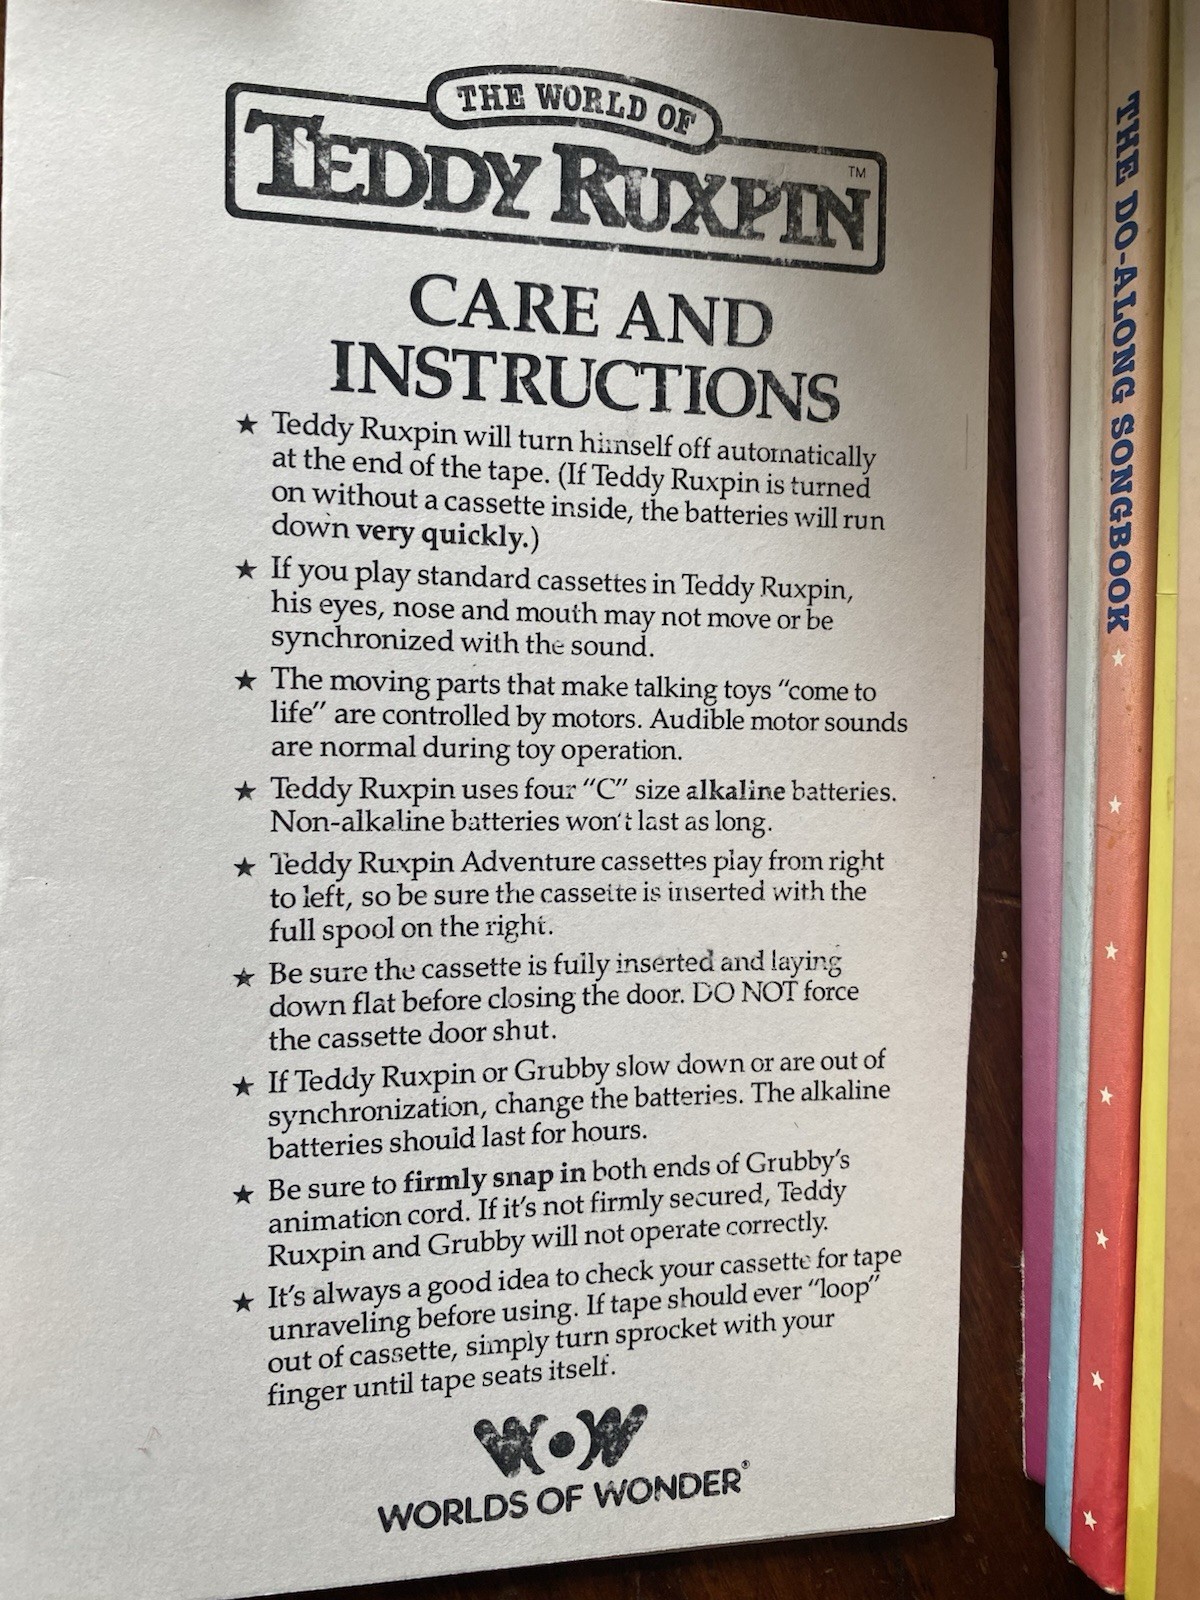 THE WORLD OF
TEDDY RUXPIN™
CARE AND
INSTRUCTIONS
★ Teddy Ruxpin will turn himself off automatically
at the end of the tape. (If Teddy Ruxpin is turned
on without a cassette inside, the batteries will run
down very quickly.)
★ If you play standard cassettes in Teddy Ruxpin,
his eyes, nose and mouth may not move or be
synchronized with the sound.
★ The moving parts that make talking toys “come to
life” are controlled by motors. Audible motor sounds
are normal during toy operation.
★ Teddy Ruxpin uses four “C” size alkaline batteries.
Non-alkaline batteries won't last as long.
★ Teddy Ruxpin Adventure cassettes play from right
to left, so be sure the cassette is inserted with the
full spool on the right.
★ Be sure the cassette is fully inserted and laying
down flat before closing the door. DO NOT force
the cassette door shut.
★ If Teddy Ruxpin or Grubby slow down or are out of
synchronization, change the batteries. The alkaline
batteries should last for hours.
★ Be sure to firmly snap in both ends of Grubby's
animation cord. If it's not firmly secured, Teddy
Ruxpin and Grubby will not operate correctly.
★ It's always a good idea to check your cassette for tape
unraveling before using. If tape should ever “loop”
out of cassette, simply turn sprocket with your
finger until tape seats itself.
WOW
WORLDS OF WONDER®
THE DO-ALONG SONGBOOK